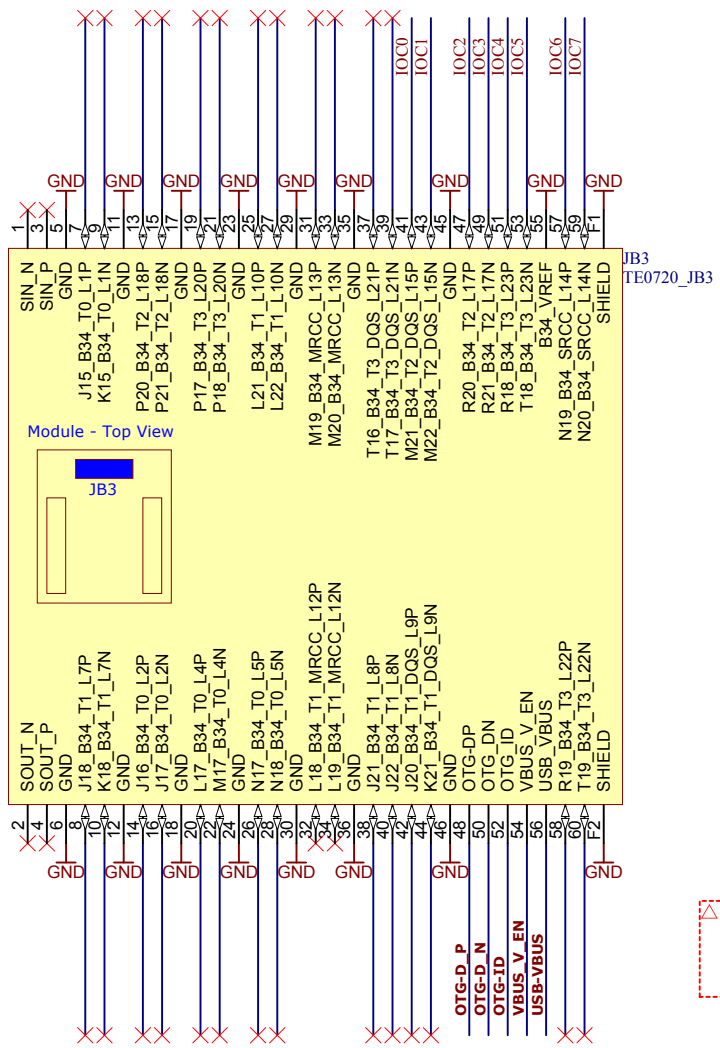 IOC0
IOC1
IOC2
IOC3
IOC4
IOC5
IOC6
IOC7
GND
GND
GND
GND
GND
GND
GND
GND
1
3
5
7
9
11
13
15
17
19
21
23
25
27
29
31
33
35
37
39
41
43
45
47
49
51
53
55
57
59
F1
JB3
TE0720_JB3
SIN_N
SIN_P
GND
J15_B34_T0_L1P
K15_B34_T0_L1N
GND
P20_B34_T2_L18P
P21_B34_T2_L18N
GND
P17_B34_T3_L20P
P18_B34_T3_L20N
GND
L21_B34_T1_L10P
L22_B34_T1_L10N
GND
M19_B34_MRCC_L13P
M20_B34_MRCC_L13N
GND
T16_B34_T3_DQS_L21P
T17_B34_T3_DQS_L21N
M21_B34_T2_DQS_L15P
M22_B34_T2_DQS_L15N
GND
R20_B34_T2_L17P
R21_B34_T2_L17N
R18_B34_T3_L23P
T18_B34_T3_L23N
B34_VREF
N19_B34_SRCC_L14P
N20_B34_SRCC_L14N
SHIELD
Module - Top View
JB3
SOUT_N
SOUT_P
GND
J18_B34_T1_L7P
K18_B34_T1_L7N
GND
J16_B34_T0_L2P
J17_B34_T0_L2N
GND
L17_B34_T0_L4P
M17_B34_T0_L4N
GND
N17_B34_T0_L5P
N18_B34_T0_L5N
GND
L18_B34_T1_MRCC_L12P
L19_B34_T1_MRCC_L12N
GND
J21_B34_T1_L8P
J22_B34_T1_L8N
J20_B34_T1_DQS_L9P
K21_B34_T1_DQS_L9N
GND
OTG-DP
OTG_DN
OTG_ID
VBUS_V_EN
USB_VBUS
R19_B34_T3_L22P
T19_B34_T3_L22N
SHIELD
2
4
6
8
10
12
14
16
18
20
22
24
26
28
30
32
34
36
38
40
42
44
46
48
50
52
54
56
58
60
F2
GND
GND
GND
GND
GND
GND
GND
GND
OTG-D_P
OTG-D_N
OTG-ID
VBUS_V_EN
USB-VBUS